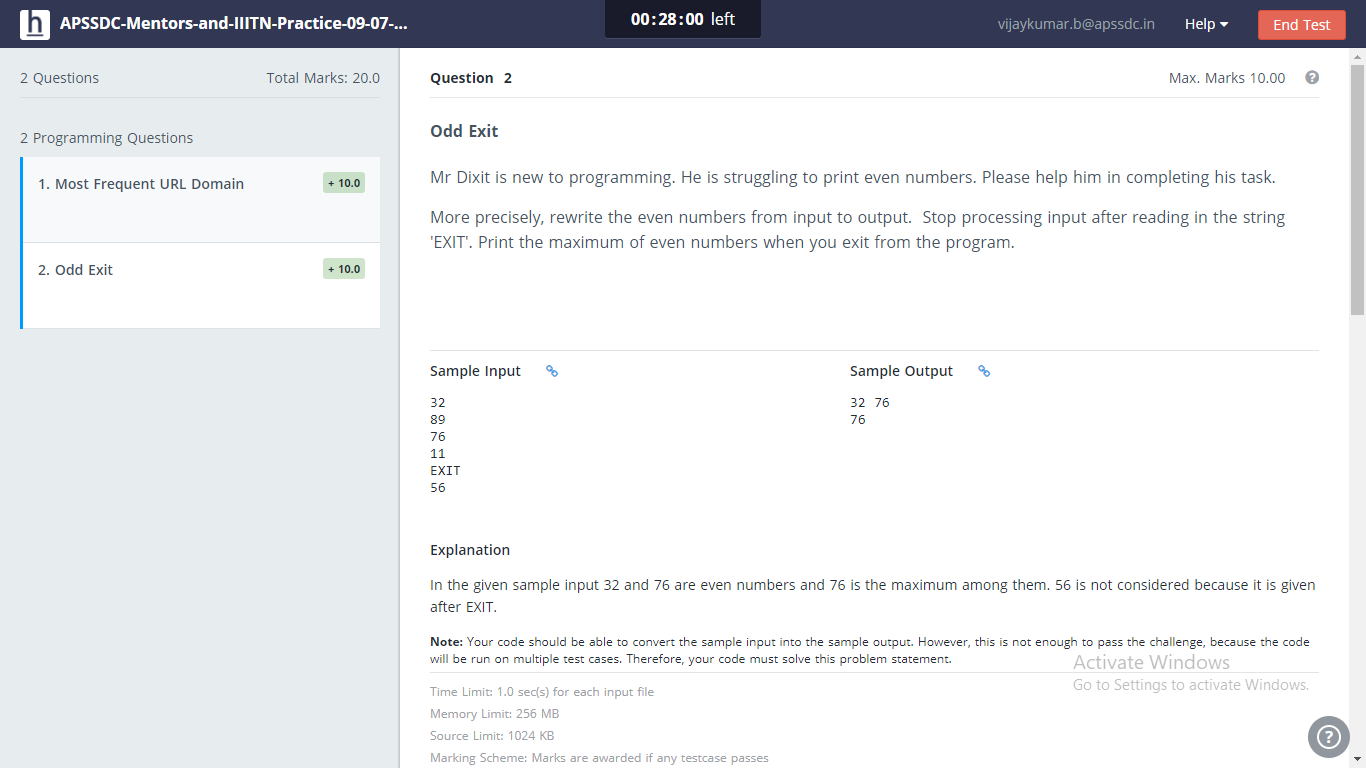 h APSSDC-Mentors-and-IIITN-Practice-09-07-...
00:28:00 left
vijaykumar.b@apssdc.in Help End Test
2 Questions Total Marks: 20.0
2 Programming Questions
1. Most Frequent URL Domain + 10.0
2. Odd Exit + 10.0
Question 2 Max. Marks 10.00 ?
Odd Exit
Mr Dixit is new to programming. He is struggling to print even numbers. Please help him in completing his task.
More precisely, rewrite the even numbers from input to output. Stop processing input after reading in the string
'EXIT'. Print the maximum of even numbers when you exit from the program.
Sample Input
32
89
76
11
EXIT
56
Sample Output
32 76
76
Explanation
In the given sample input 32 and 76 are even numbers and 76 is the maximum among them. 56 is not considered because it is given
after EXIT.
Note: Your code should be able to convert the sample input into the sample output. However, this is not enough to pass the challenge, because the code
will be run on multiple test cases. Therefore, your code must solve this problem statement.
Time Limit: 1.0 sec(s) for each input file
Memory Limit: 256 MB
Source Limit: 1024 KB
Marking Scheme: Marks are awarded if any testcase passes
Activate Windows
Go to Settings to activate Windows.
?